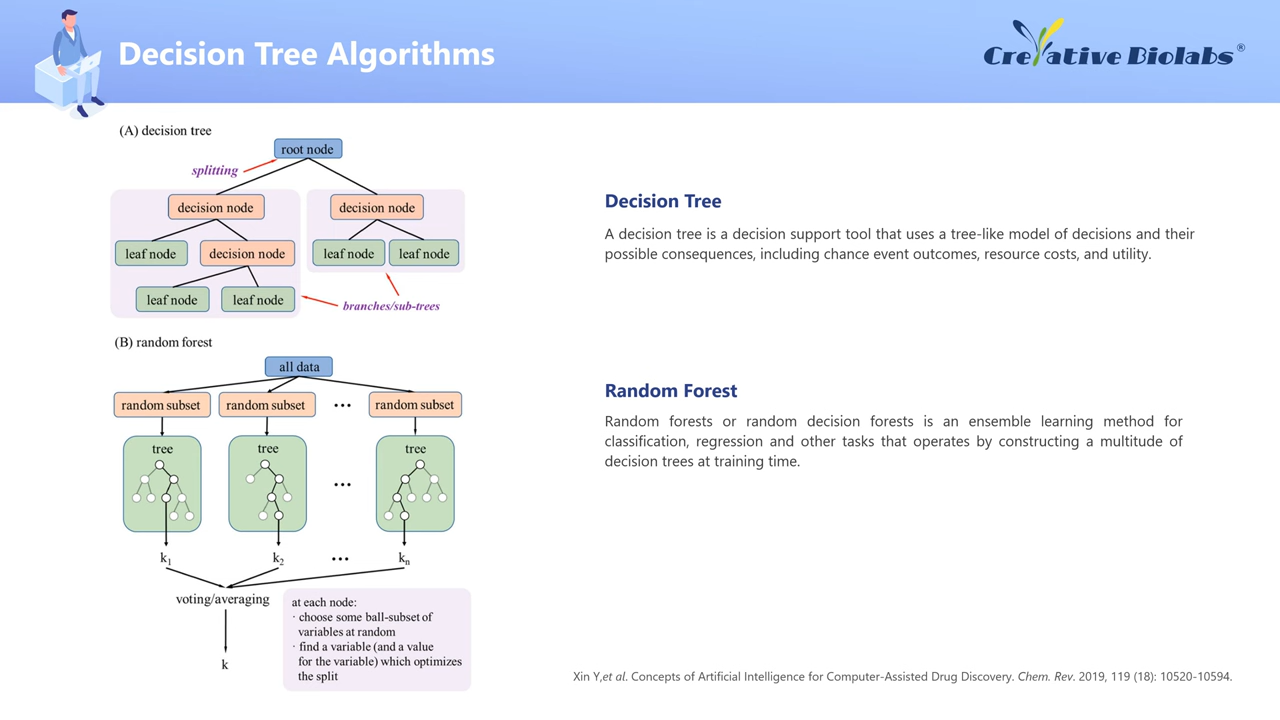 Decision Tree Algorithms
Creative Biolabs®
(A) decision tree
root node
splitting
decision node
decision node
leaf node
decision node
leaf node
leaf node
leaf node
leaf node
branches/sub-trees
(B) random forest
all data
random subset
random subset
...
random subset
tree
tree
tree
...
k1
k2
...
kn
voting/averaging
k
at each node:
· choose some ball-subset of
variables at random
· find a variable (and a value
for the variable) which optimizes
the split
Decision Tree
A decision tree is a decision support tool that uses a tree-like model of decisions and their
possible consequences, including chance event outcomes, resource costs, and utility.
Random Forest
Random forests or random decision forests is an ensemble learning method for
classification, regression and other tasks that operates by constructing a multitude of
decision trees at training time.
Xin Y,et al. Concepts of Artificial Intelligence for Computer-Assisted Drug Discovery. Chem. Rev. 2019, 119 (18): 10520-10594.